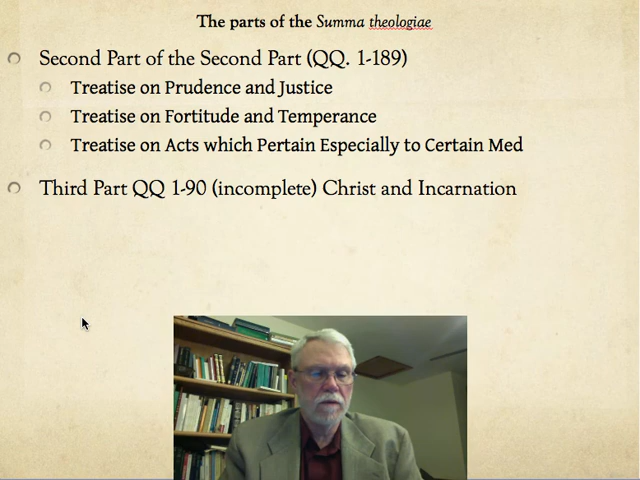 The parts of the Summa theologiae
Second Part of the Second Part (QQ. 1-189)
Treatise on Prudence and Justice
Treatise on Fortitude and Temperance
Treatise on Acts which Pertain Especially to Certain Med
Third Part QQ 1-90 (incomplete) Christ and Incarnation